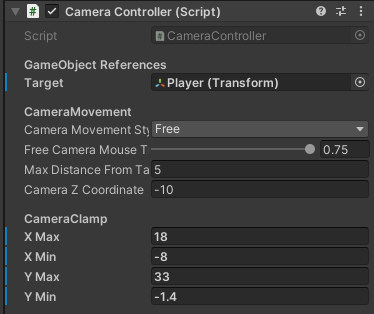 Camera Controller (Script)
Script CameraController
GameObject References
Target Player (Transform)
CameraMovement
Camera Movement Sty Free
Free Camera Mouse T 0.75
Max Distance From Ta 5
Camera Z Coordinate -10
CameraClamp
X Max 18
X Min -8
Y Max 33
Y Min -1.4